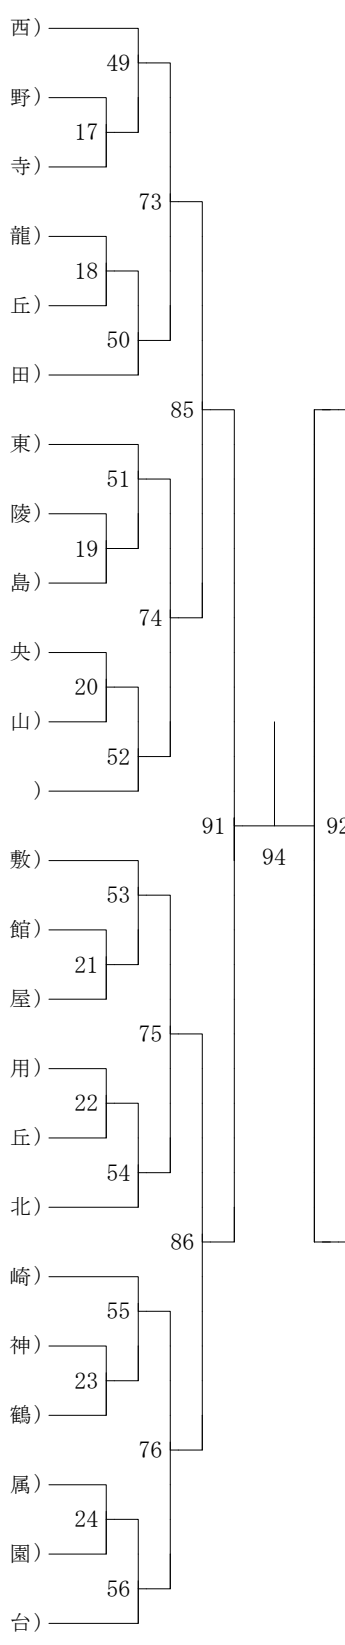 西)
49
野)
17
寺)
73
龍)
18
丘)
50
田)
85
東)
51
陵)
19
島)
74
央)
20
山)
52
)
91
92
94
敷)
53
館)
21
屋)
75
用)
22
丘)
54
北)
86
崎)
55
神)
23
鶴)
76
属)
24
園)
56
台)